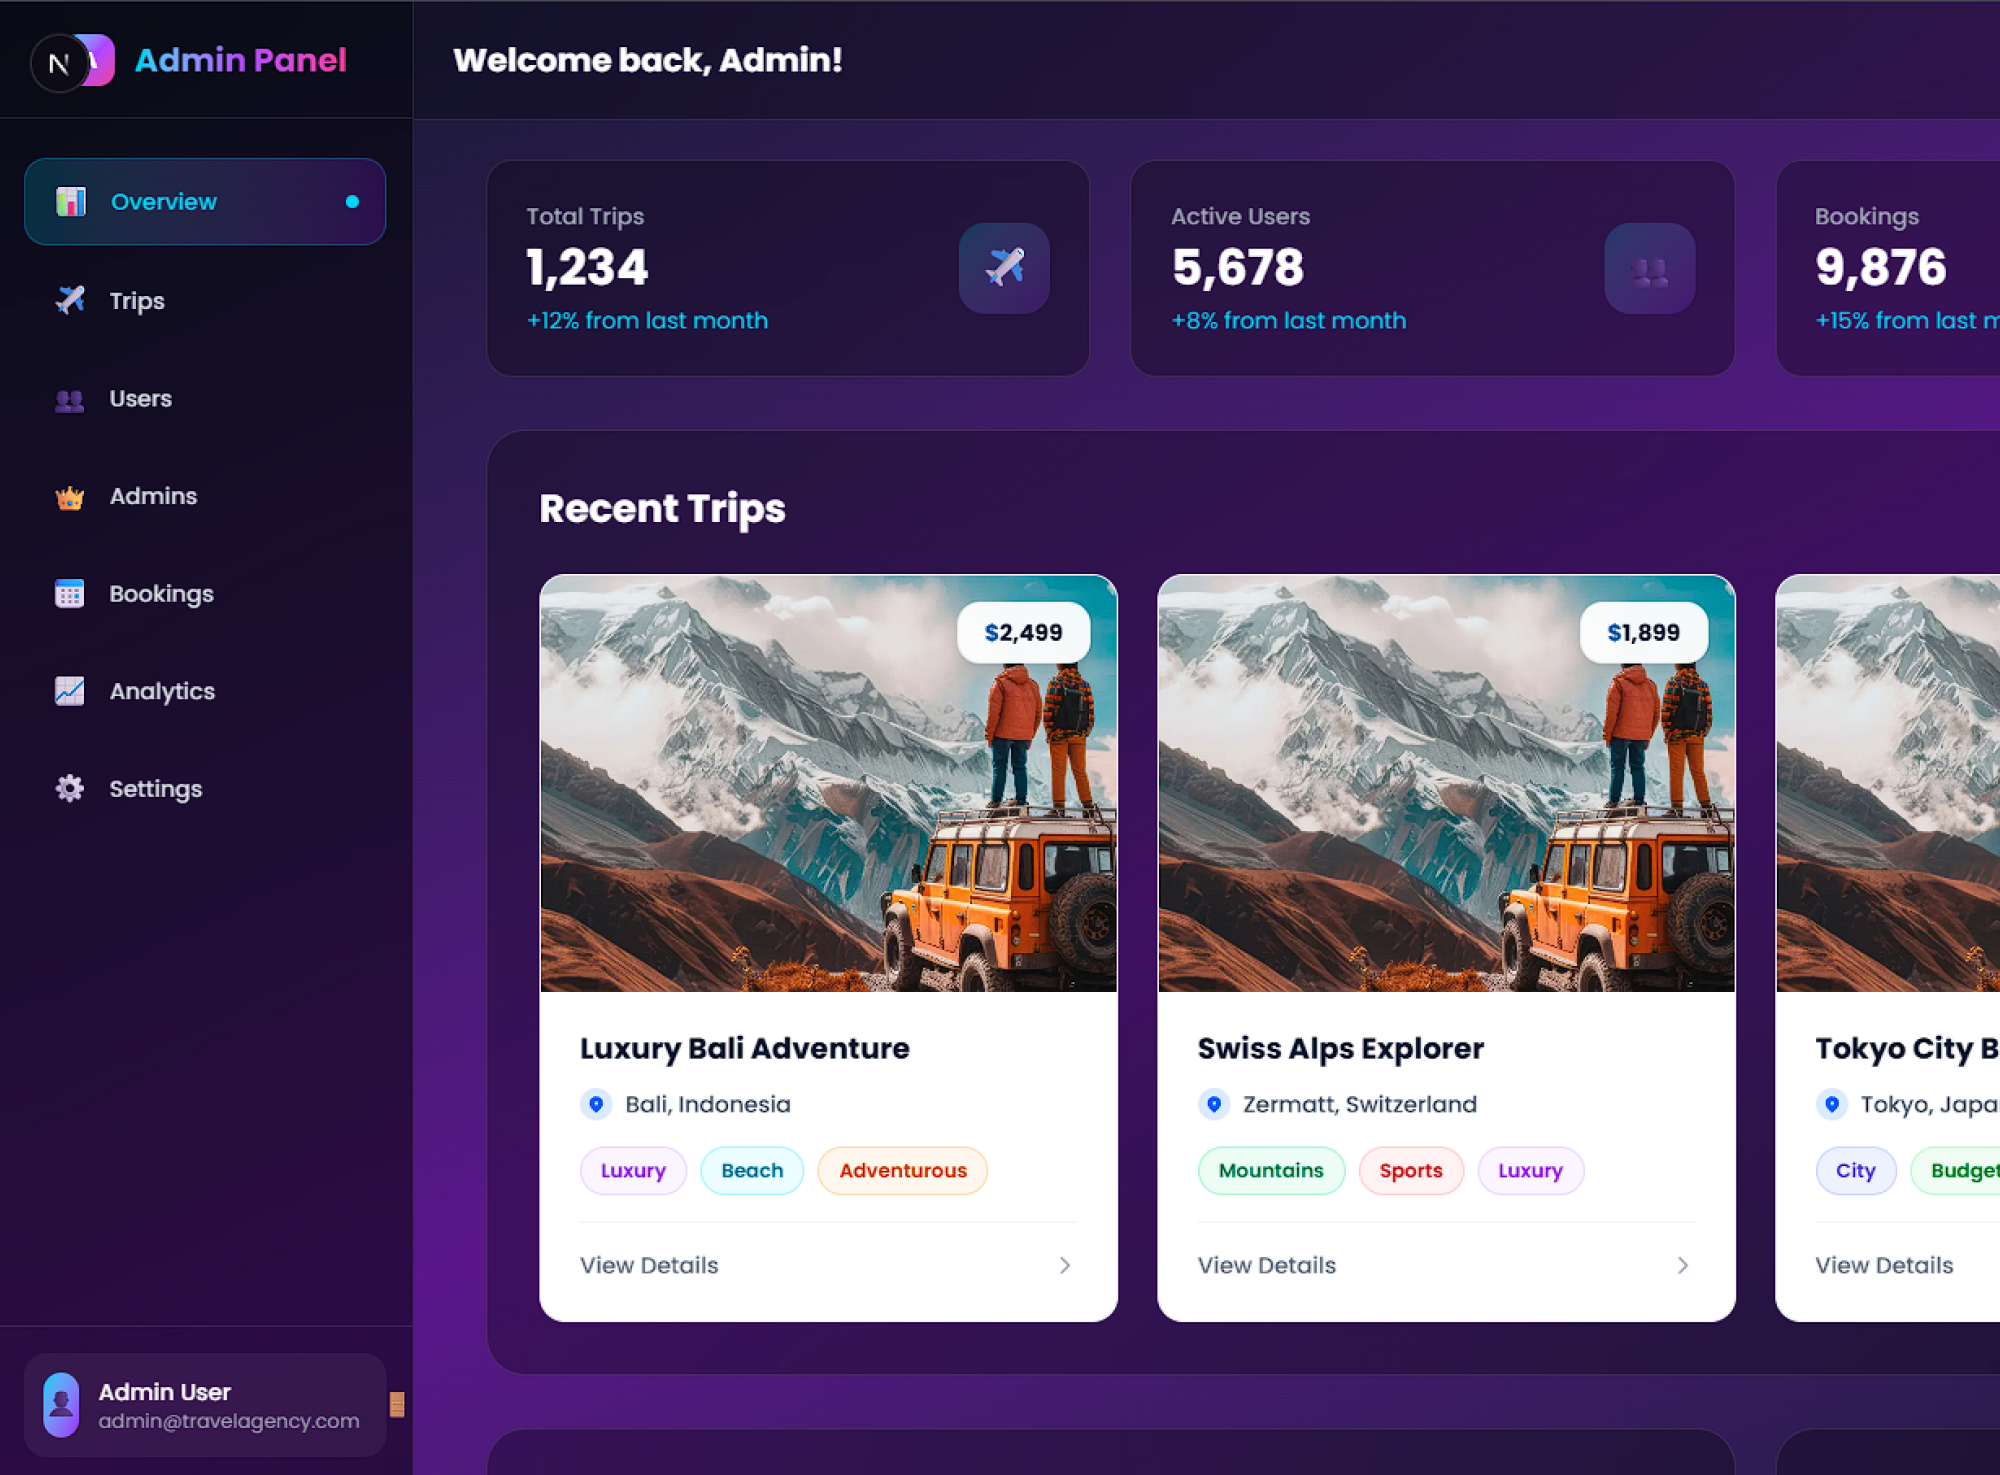 N
Admin Panel
Overview
Trips
Users
Admins
Bookings
Analytics
Settings
Admin User
admin@travelagency.com
Welcome back, Admin!
Total Trips
1,234
+12% from last month
Active Users
5,678
+8% from last month
Bookings
9,876
+15% from last
Recent Trips
$2,499
Luxury Bali Adventure
Bali, Indonesia
Luxury Beach Adventurous
View Details
$1,899
Swiss Alps Explorer
Zermatt, Switzerland
Mountains Sports Luxury
View Details
Tokyo City B
Tokyo, Japa
City Budget
View Details